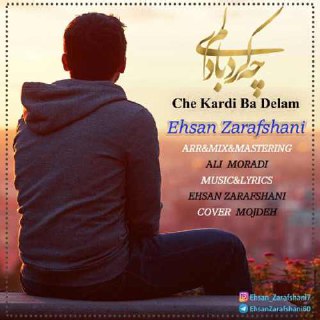 چه کردی با دلم
Che Kardi Ba Delam
Ehsan Zarafshani
ARR&MIX&MASTERING
ALI MORADI
MUSIC&LYRICS
EHSAN ZARAFSHANI
COVER MOJDEH
Ehsan_Zarafshani7
EhsanZarafshani60